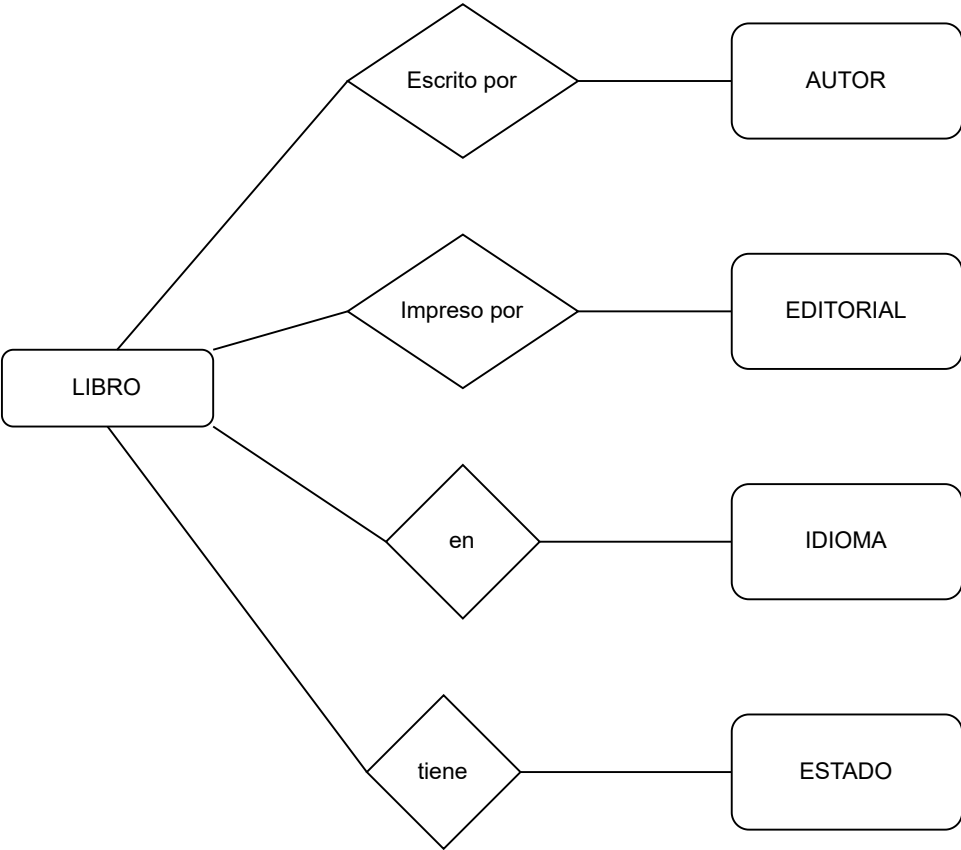 Escrito por
AUTOR
Impreso por
EDITORIAL
LIBRO
en
IDIOMA
tiene
ESTADO